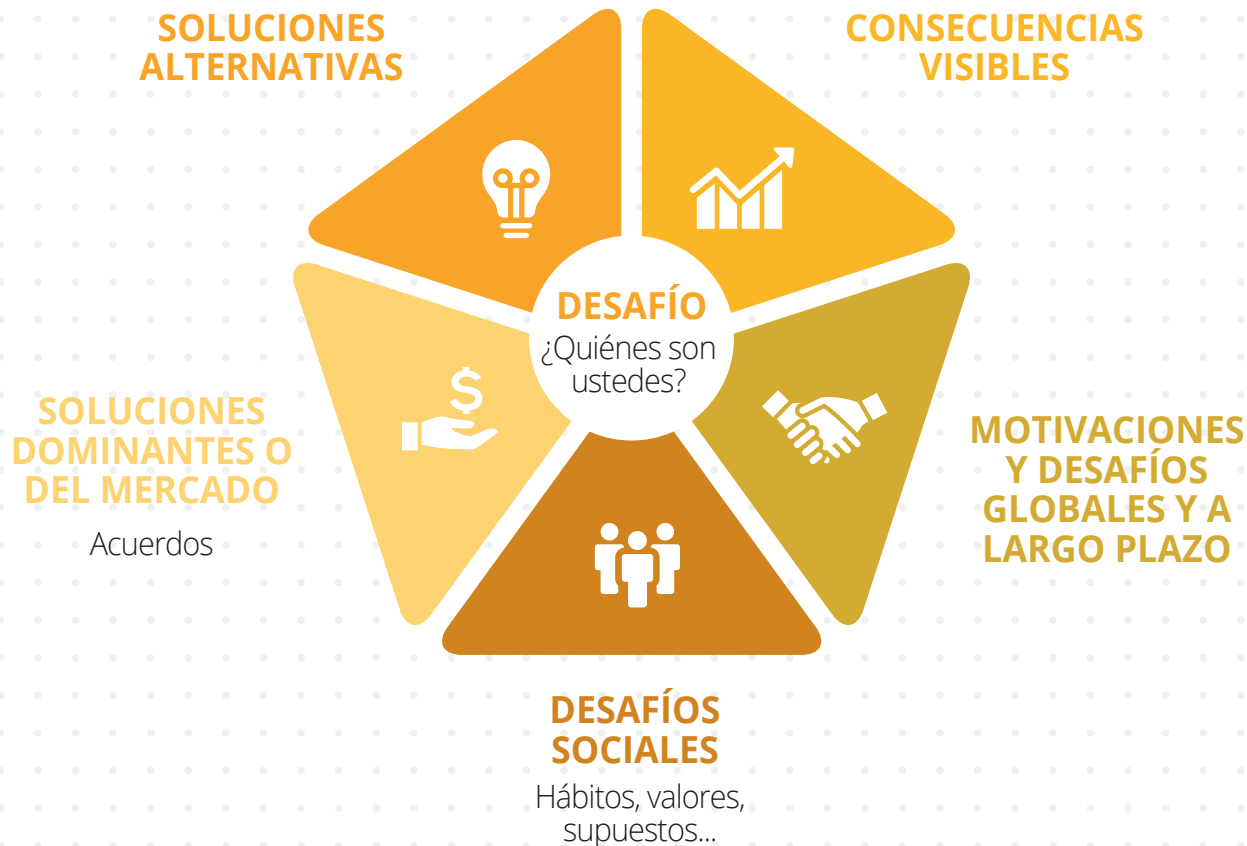 SOLUCIONES
ALTERNATIVAS
CONSECUENCIAS
VISIBLES
DESAFÍO
¿Quiénes son
ustedes?
SOLUCIONES
DOMINANTES O
DEL MERCADO
Acuerdos
MOTIVACIONES
Y DESAFÍOS
GLOBALES Y A
LARGO PLAZO
DESAFÍOS
SOCIALES
Hábitos, valores,
supuestos...